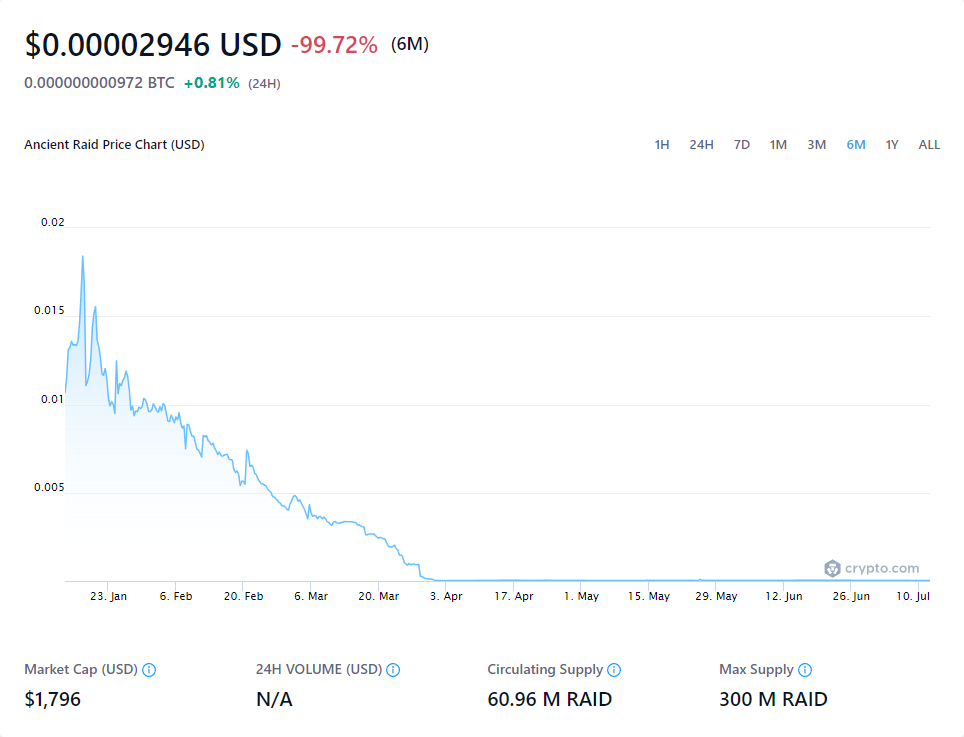 $0.00002946 USD -99.72% (6M)
0.000000000972 BTC +0.81% (24H)
Ancient Raid Price Chart (USD) 1H 24H 7D 1M 3M 6M 1Y ALL
0.02
0.015
0.01
0.005
crypto.com
23. Jan 6. Feb 20. Feb 6. Mar 20. Mar 3. Apr 17. Apr 1. May 15. May 29. May 12. Jun 26. Jun 10. Jul
Market Cap (USD) 24H VOLUME (USD) Circulating Supply Max Supply
$1,796 N/A 60.96 M RAID 300 M RAID